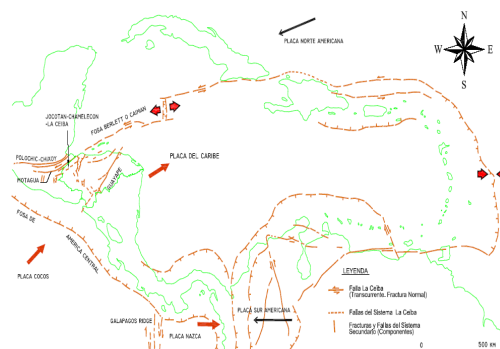 N
PLACA NORTE AMERICANA
W
E
S
JOCOTAN-CHAMELECON
-LA CEIBA
FOSA BERLETT O CAIMAN
POLOCHIC-CHIXOY
PLACA DEL CARIBE
MOTAGUA
GUAYAPE
FOSA DE
AMERICA CENTRAL
PLACA COCOS
LEYENDA
Falla La Ceiba
(Transcurrente, Fractura Normal)
Fallas del Sistema La Ceiba
Fracturas y Fallas del Sistema
Secundario (Componentes)
PLACA SUR AMERICANA
GALAPAGOS RIDGE
PLACA NAZCA
0
500 KM